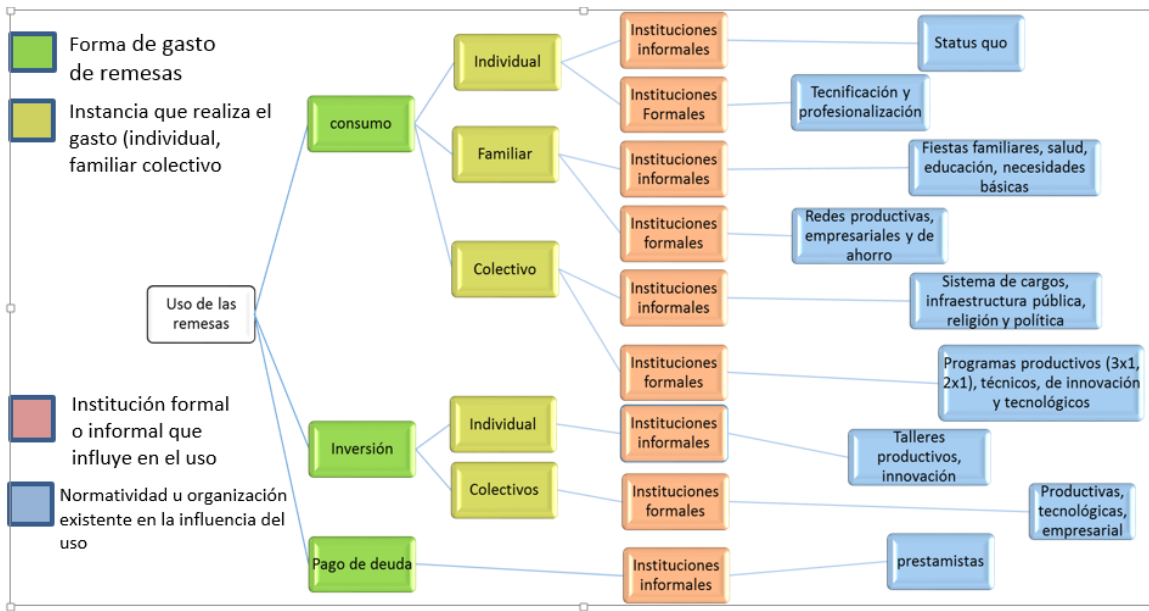 Forma de gasto
de remesas
Instancia que realiza el
gasto (individual,
familiar colectivo
Institución formal
o informal que
influye en el uso
Normatividad u organización
existente en la influencia del
uso
Uso de las
remesas
consumo
Individual
Instituciones
informales
Status quo
Instituciones
Formales
Tecnificación y
profesionalización
Familiar
Instituciones
informales
Fiestas familiares, salud,
educación, necesidades
básicas
Instituciones
formales
Redes productivas,
empresariales y de
ahorro
Colectivo
Instituciones
informales
Sistema de cargos,
infraestructura pública,
religión y política
Instituciones
formales
Programas productivos (3x1,
2x1), técnicos, de innovación
y tecnológicos
Inversión
Individual
Instituciones
informales
Talleres
productivos,
innovación
Colectivos
Instituciones
formales
Productivas,
tecnológicas,
empresarial
Pago de deuda
Instituciones
informales
prestamistas